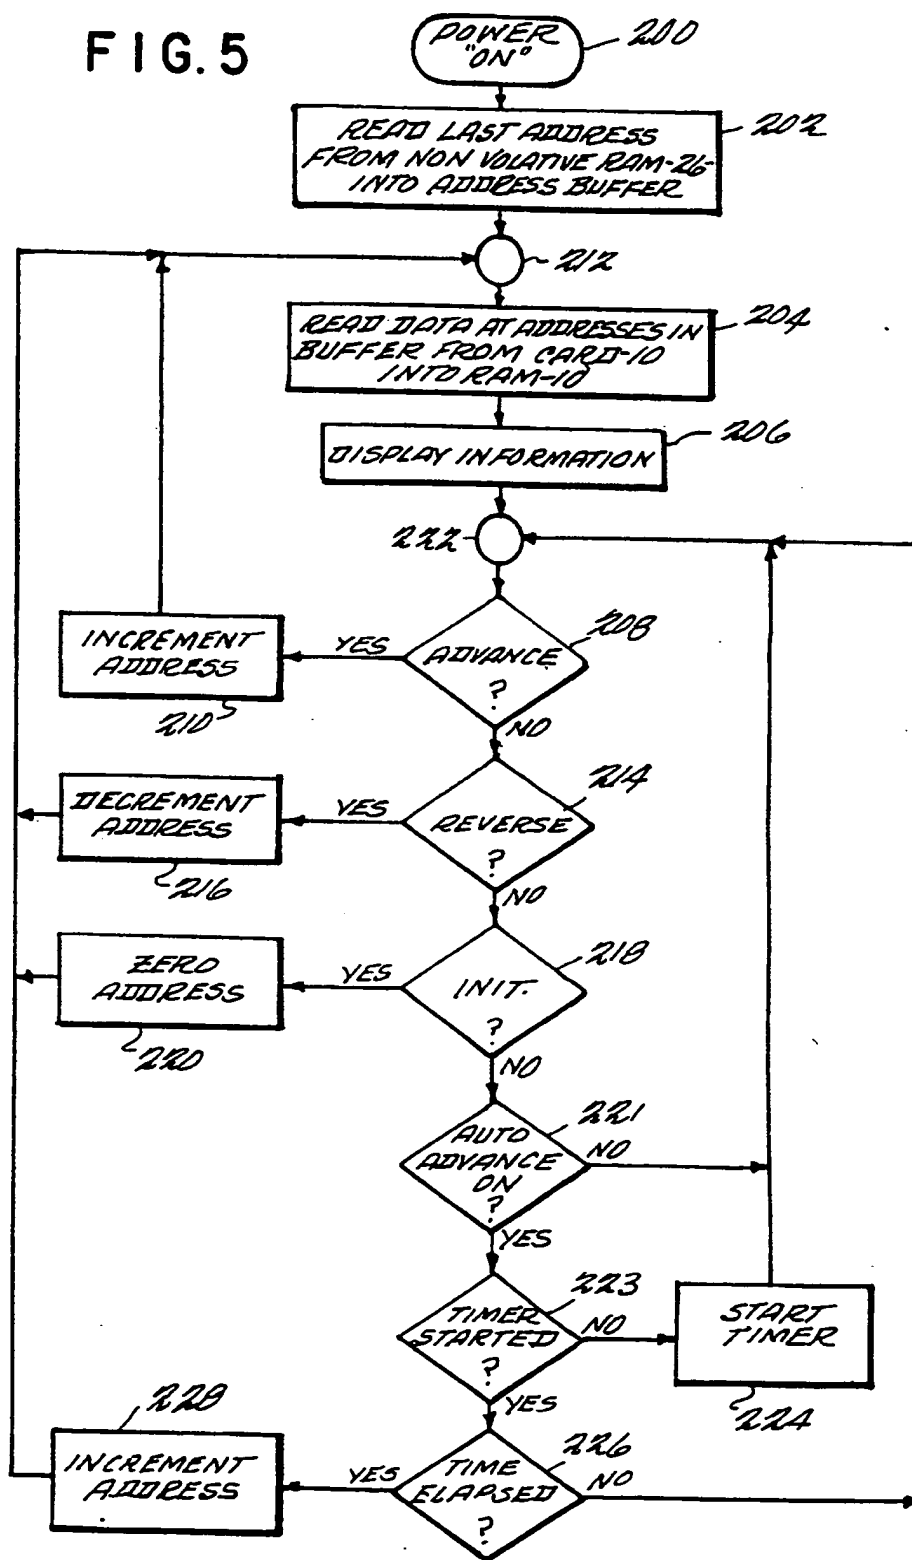 FIG. 5
POWER
"ON"
200
READ LAST ADDRESS
FROM NON VOLATIVE RAM-26-
INTO ADDRESS BUFFER
202
212
READ DATA AT ADDRESSES IN
BUFFER FROM CARD-10
INTO RAM-10
204
DISPLAY INFORMATION
206
222
ADVANCE
?
208
YES
INCREMENT
ADDRESS
210
NO
REVERSE
?
214
YES
DECREMENT
ADDRESS
216
NO
INIT.
?
218
YES
ZERO
ADDRESS
220
NO
AUTO
ADVANCE
ON
?
221
NO
YES
TIMER
STARTED
?
223
NO
START
TIMER
224
YES
TIME
ELAPSED
?
226
NO
YES
INCREMENT
ADDRESS
228